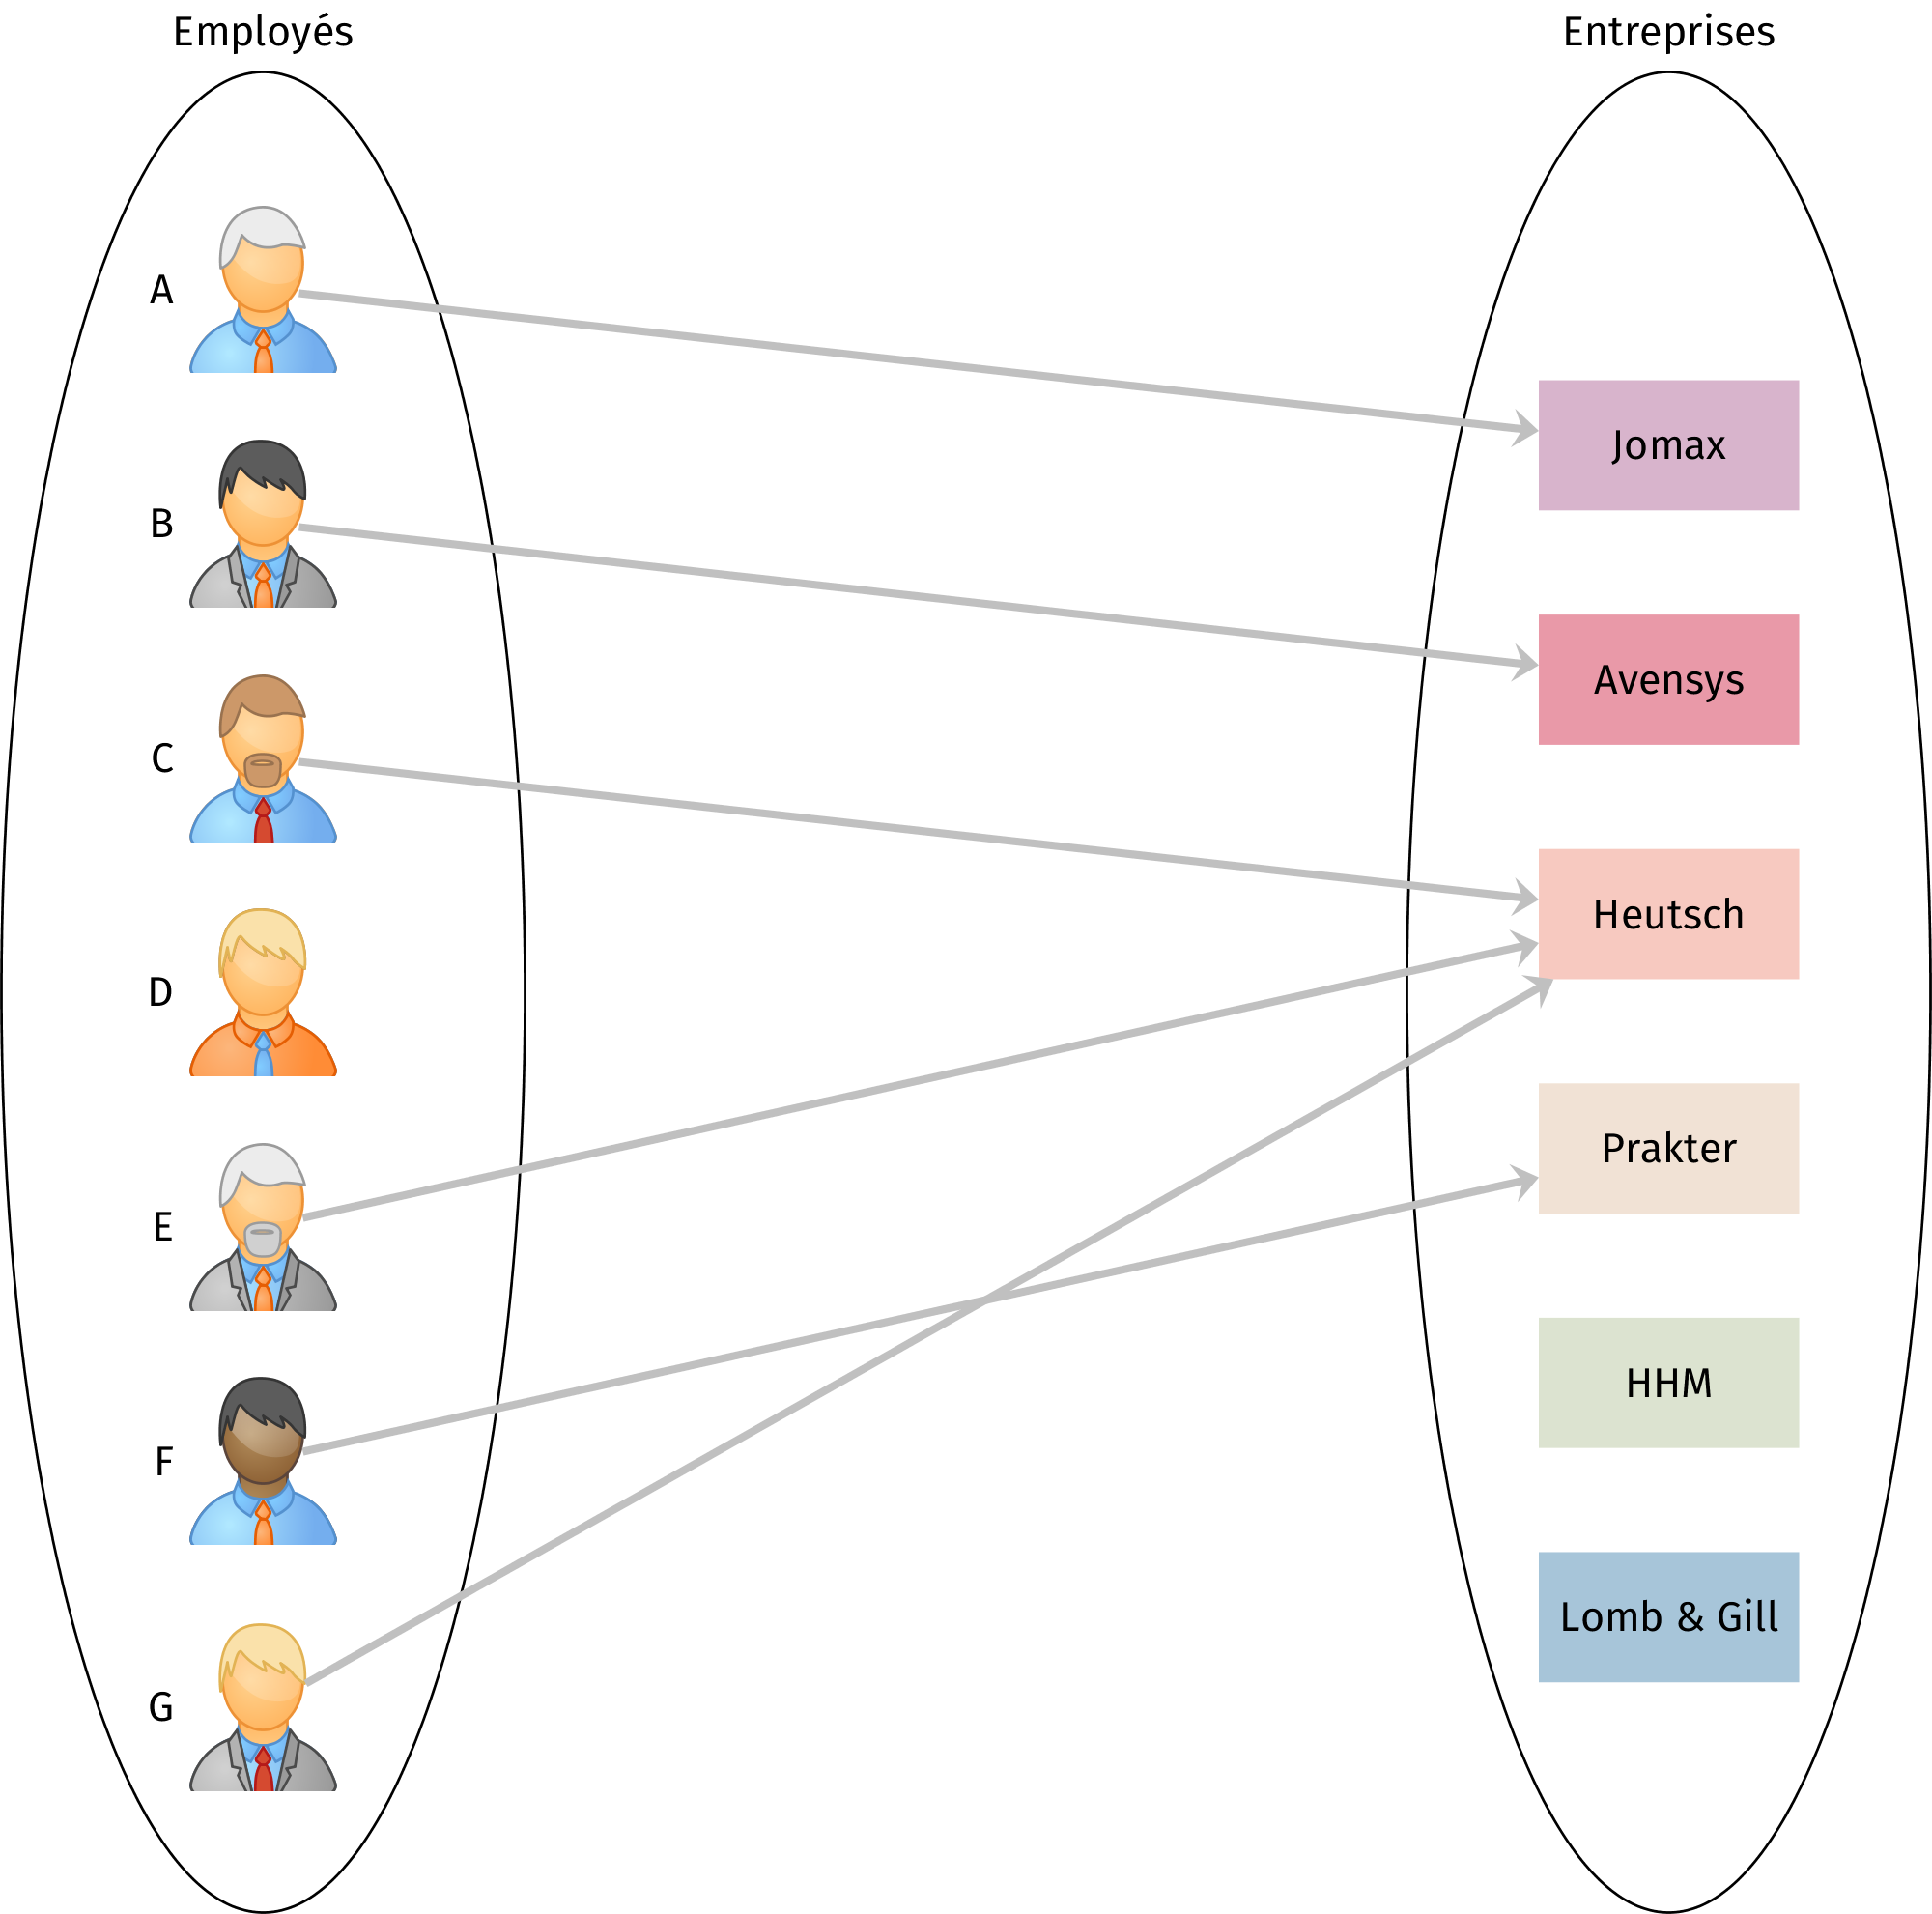 Employés
Entreprises
A
Jomax
B
Avensys
C
Heutsch
D
Prakter
E
HHM
F
Lomb & Gill
G